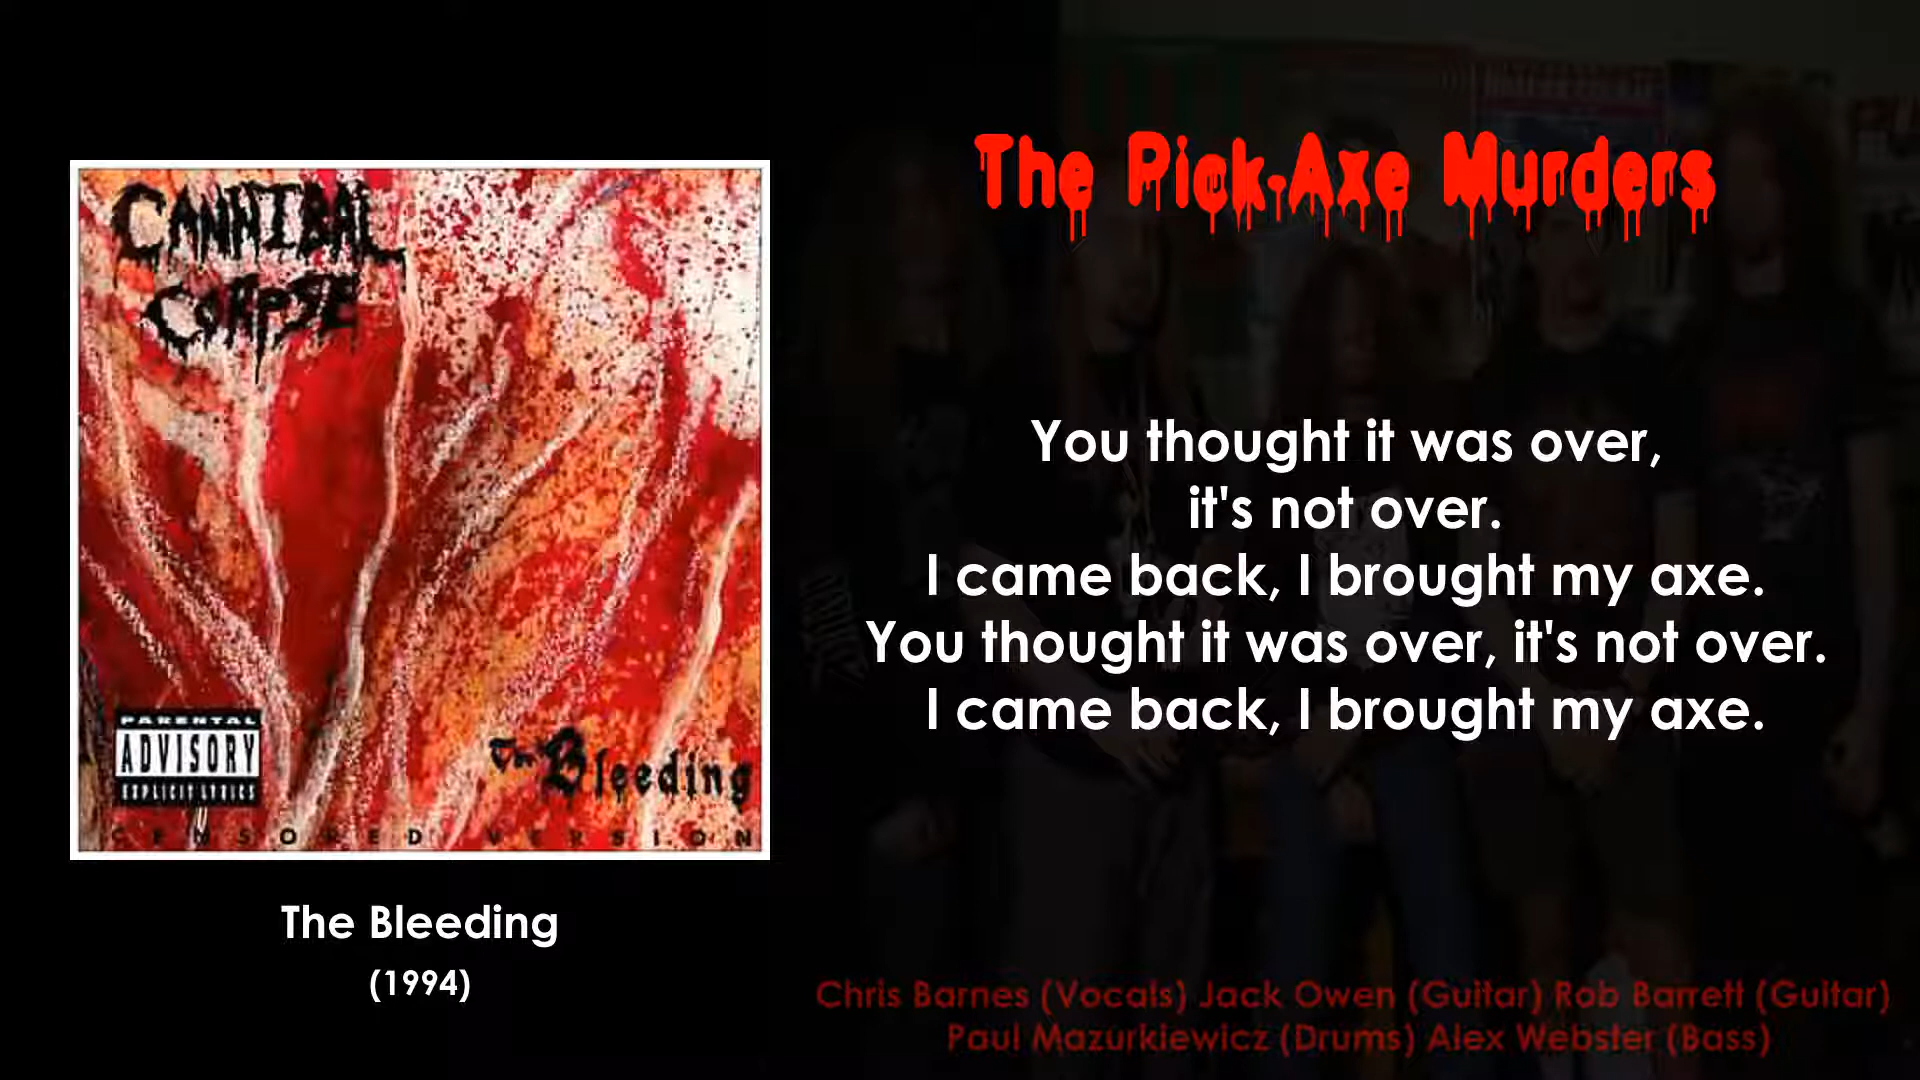 CANNIBAL
CORPSE
PARENTAL
ADVISORY
EXPLICIT LYRICS
The Bleeding
CENSORED VERSION
The Bleeding
(1994)
The Pick-Axe Murders
You thought it was over,
it's not over.
I came back, I brought my axe.
You thought it was over, it's not over.
I came back, I brought my axe.
Chris Barnes (Vocals) Jack Owen (Guitar) Rob Barrett (Guitar)
Paul Mazurkiewicz (Drums) Alex Webster (Bass)